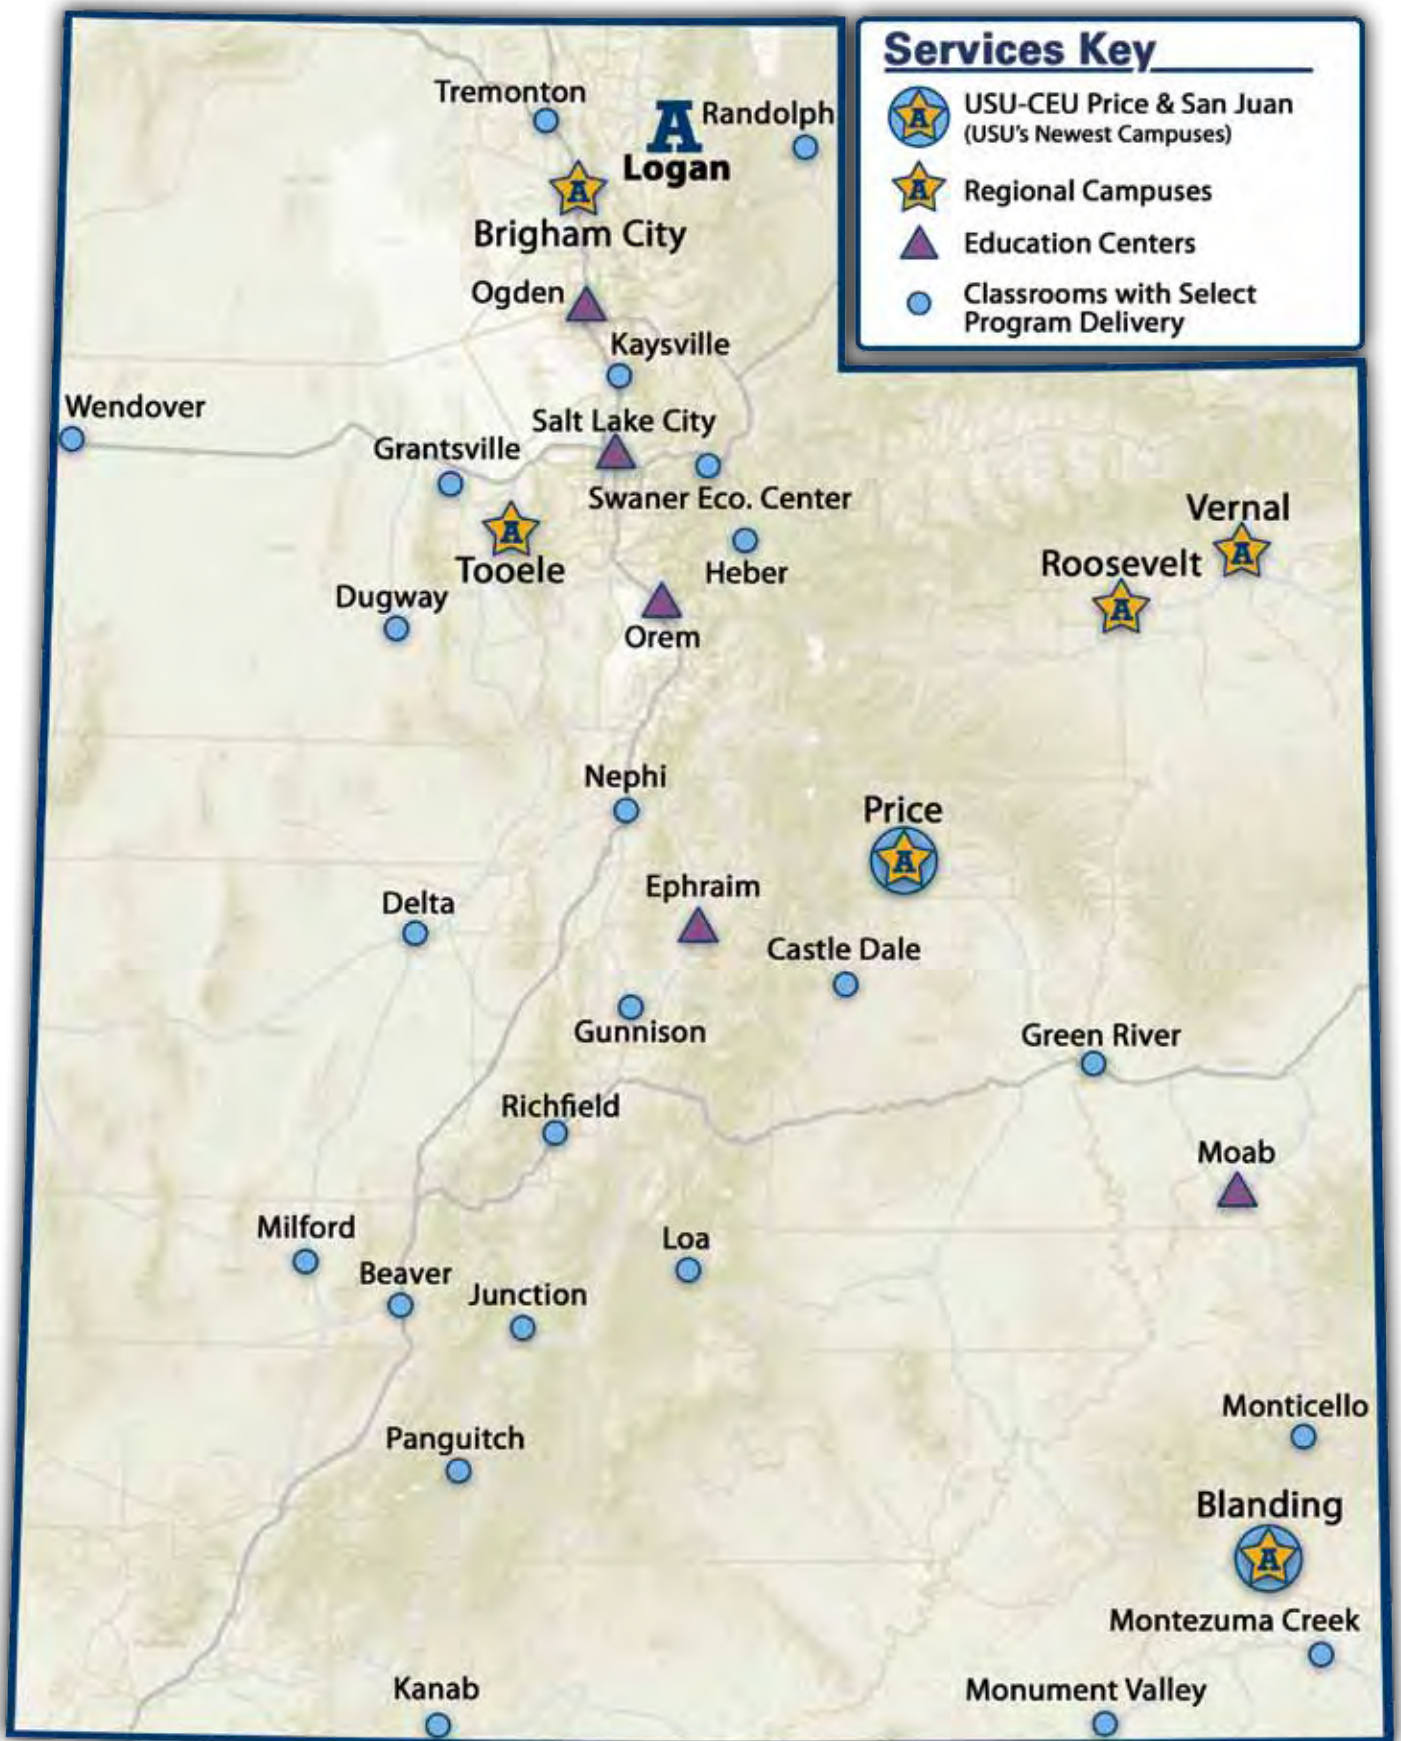 Services Key
A USU-CEU Price & San Juan
(USU's Newest Campuses)
A Regional Campuses
Education Centers
Classrooms with Select
Program Delivery
Tremonton
A
Randolph
Logan
A
Brigham City
Ogden
Kaysville
Wendover
Salt Lake City
Grantsville
Swaner Eco. Center
Vernal
A
A
Tooele
Heber
Roosevelt
A
Dugway
Orem
Nephi
Price
A
Ephraim
Delta
Castle Dale
Gunnison
Green River
Richfield
Moab
Milford
Loa
Beaver
Junction
Monticello
Panguitch
Blanding
A
Montezuma Creek
Kanab
Monument Valley